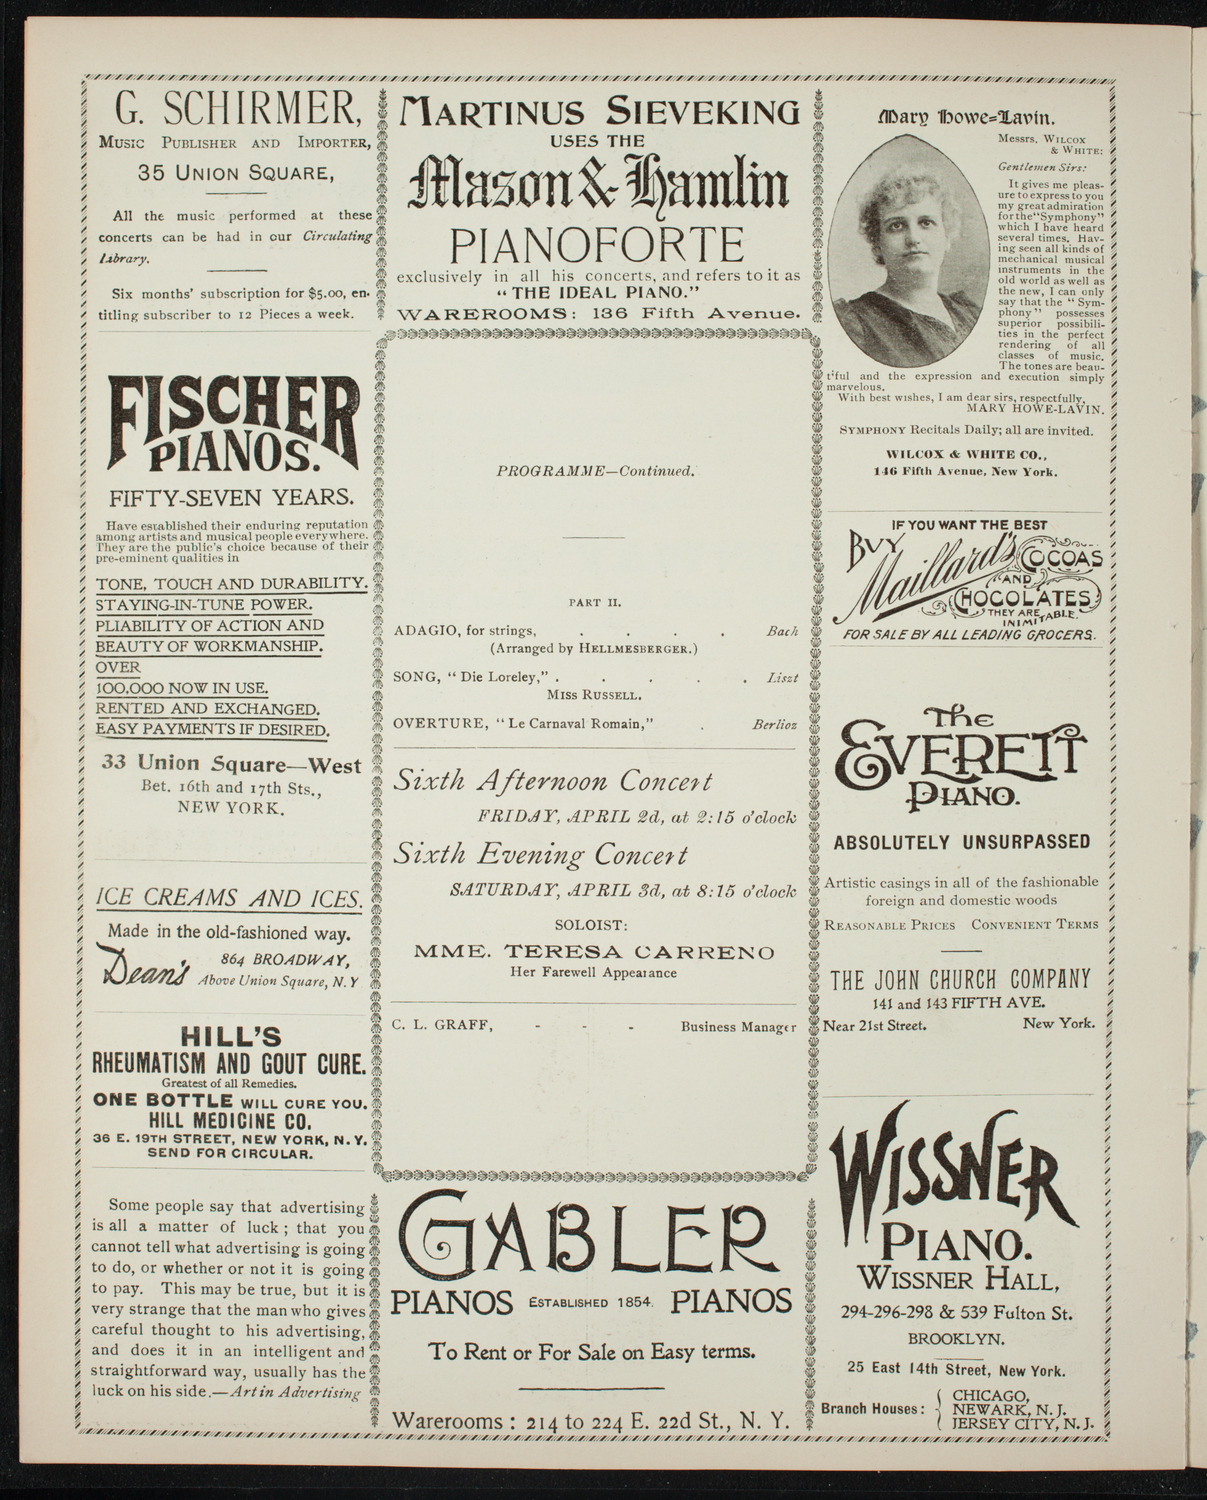 G. SCHIRMER,
MUSIC PUBLISHER AND IMPORTER,
35 UNION SQUARE,
All the music performed at these
concerts can be had in our Circulating
Library.
Six months' subscription for $5.00, en-
titling subscriber to 12 Pieces a week.
FISCHER
PIANOS.
FIFTY-SEVEN YEARS.
Have established their enduring reputation
among artists and musical people everywhere.
They are the public's choice because of their
pre-eminent qualities in
TONE, TOUCH AND DURABILITY.
STAYING-IN-TUNE POWER.
PLIABILITY OF ACTION AND
BEAUTY OF WORKMANSHIP.
OVER
100,000 NOW IN USE.
RENTED AND EXCHANGED.
EASY PAYMENTS IF DESIRED.
33 Union Square—West
Bet. 16th and 17th Sts.,
NEW YORK.
ICE CREAMS AND ICES.
Made in the old-fashioned way.
Dean's
864 BROADWAY,
Above Union Square, N. Y
HILL'S
RHEUMATISM AND GOUT CURE.
Greatest of all Remedies.
ONE BOTTLE WILL CURE YOU.
HILL MEDICINE CO.
36 E. 19TH STREET, NEW YORK, N. Y.
SEND FOR CIRCULAR.
Some people say that advertising
is all a matter of luck; that you
cannot tell what advertising is going
to do, or whether or not it is going
to pay. This may be true, but it is
very strange that the man who gives
careful thought to his advertising,
and does it in an intelligent and
straightforward way, usually has the
luck on his side.—Art in Advertising
MARTINUS SIEVEKING
USES THE
Mason & Hamlin
PIANOFORTE
exclusively in all his concerts, and refers to it as
"THE IDEAL PIANO."
WAREROOMS: 136 Fifth Avenue.
PROGRAMME—Continued.
PART II.
ADAGIO, for strings, . . . . Bach
(Arranged by HELLMESBERGER.)
SONG, "Die Loreley," . . . . . Liszt
MISS RUSSELL.
OVERTURE, "Le Carnaval Romain," . Berlioz
Sixth Afternoon Concert
FRIDAY, APRIL 2d, at 2:15 o'clock
Sixth Evening Concert
SATURDAY, APRIL 3d, at 8:15 o'clock
SOLOIST:
MME. TERESA CARRENO
Her Farewell Appearance
C. L. GRAFF, - - - Business Manager
GABLER
PIANOS ESTABLISHED 1854. PIANOS
To Rent or For Sale on Easy terms.
Warerooms: 214 to 224 E. 22d St., N. Y.
Mary Howe=Lavin.
Messrs. WILCOX
& WHITE:
Gentlemen Sirs:
It gives me pleas-
ure to express to you
my great admiration
for the "Symphony"
which I have heard
several times. Hav-
ing seen all kinds of
mechanical musical
instruments in the
old world as well as
the new, I can only
say that the "Sym-
phony" possesses
superior possibili-
ties in the perfect
rendering of all
classes of music.
The tones are beau-
t'ful and the expression and execution simply
marvelous.
With best wishes, I am dear sirs, respectfully,
MARY HOWE-LAVIN.
SYMPHONY Recitals Daily; all are invited.
WILCOX & WHITE CO.,
146 Fifth Avenue, New York.
IF YOU WANT THE BEST
BUY
Maillard's
COCOAS
AND
CHOCOLATES
THEY ARE
INIMITABLE.
FOR SALE BY ALL LEADING GROCERS.
The
EVERETT
PIANO.
ABSOLUTELY UNSURPASSED
Artistic casings in all of the fashionable
foreign and domestic woods
REASONABLE PRICES CONVENIENT TERMS
THE JOHN CHURCH COMPANY
141 and 143 FIFTH AVE.
Near 21st Street. New York.
WISSNER
PIANO.
WISSNER HALL,
294-296-298 & 539 Fulton St.
BROOKLYN.
25 East 14th Street, New York.
Branch Houses: { CHICAGO,
NEWARK, N. J.
JERSEY CITY, N. J.